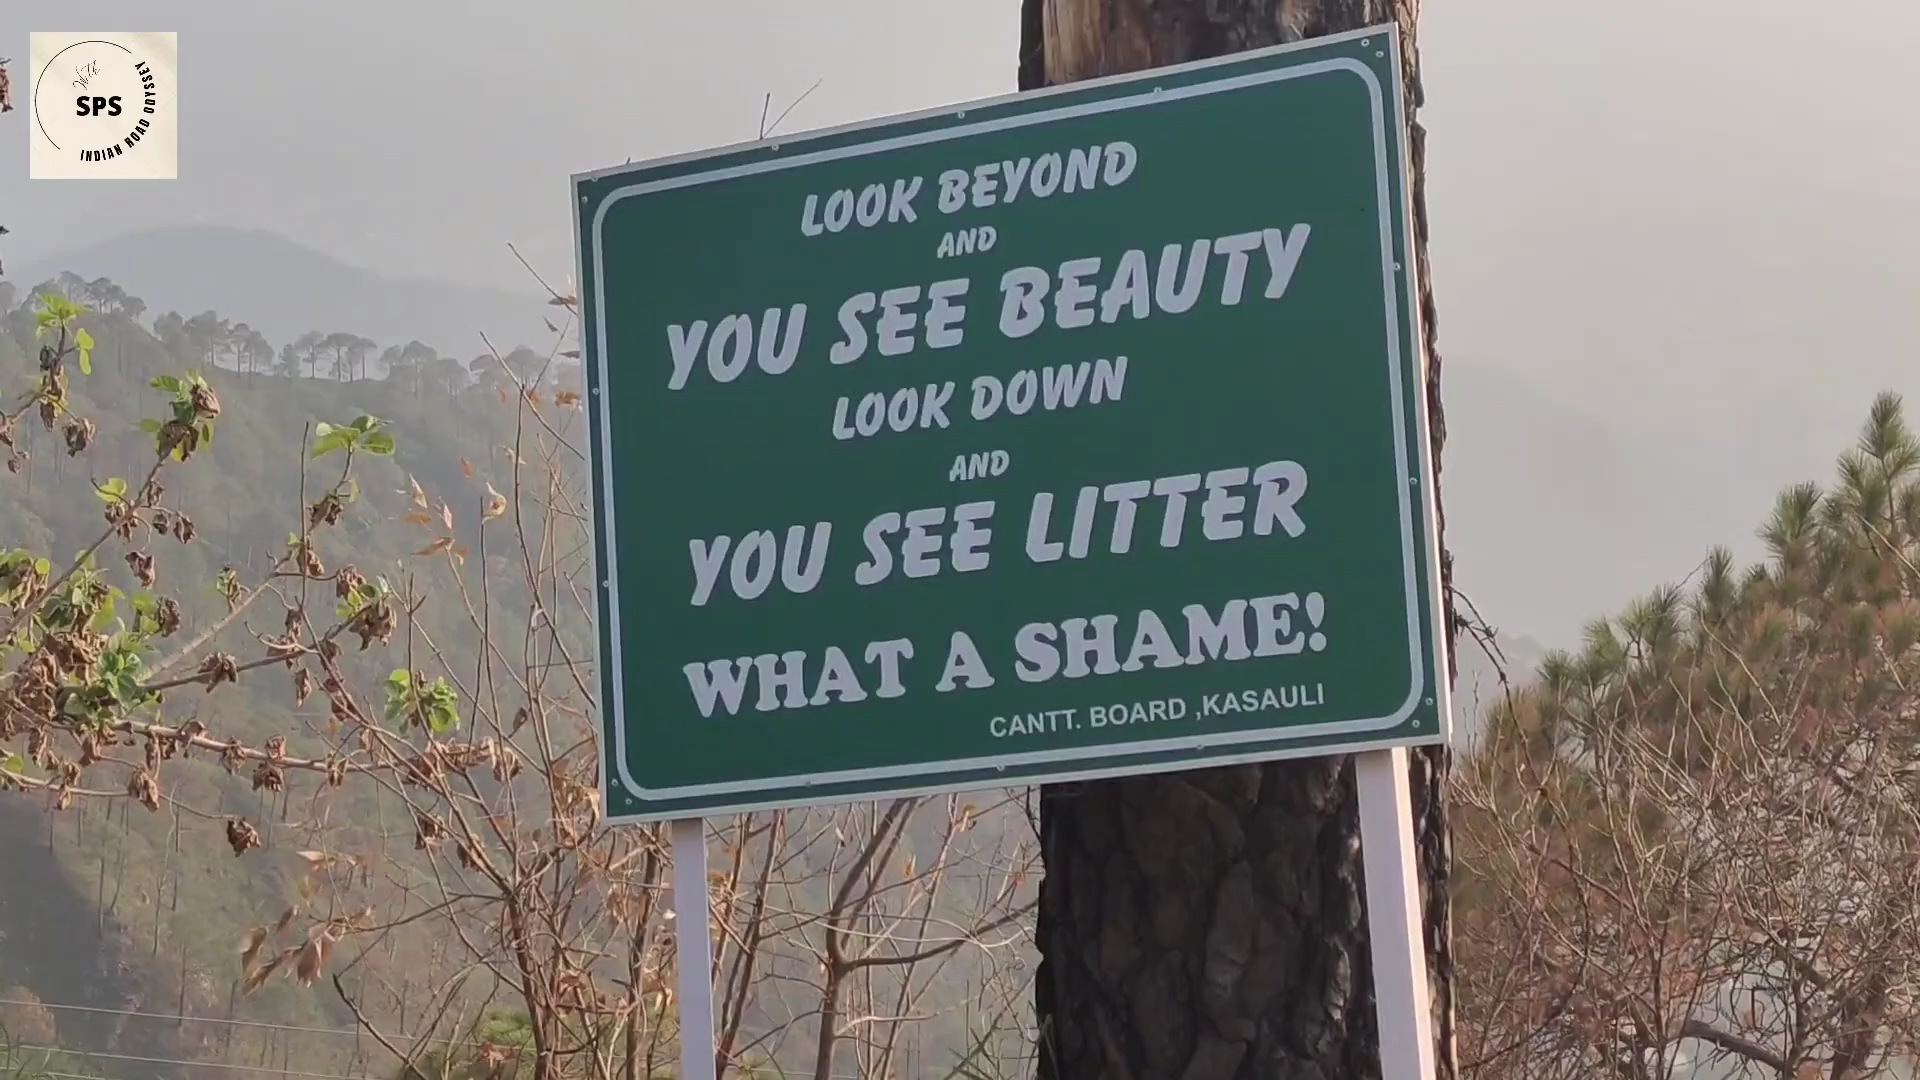 With
SPS
INDIAN ROAD ODYSSEY
LOOK BEYOND
AND
YOU SEE BEAUTY
LOOK DOWN
AND
YOU SEE LITTER
WHAT A SHAME!
CANTT. BOARD ,KASAULI